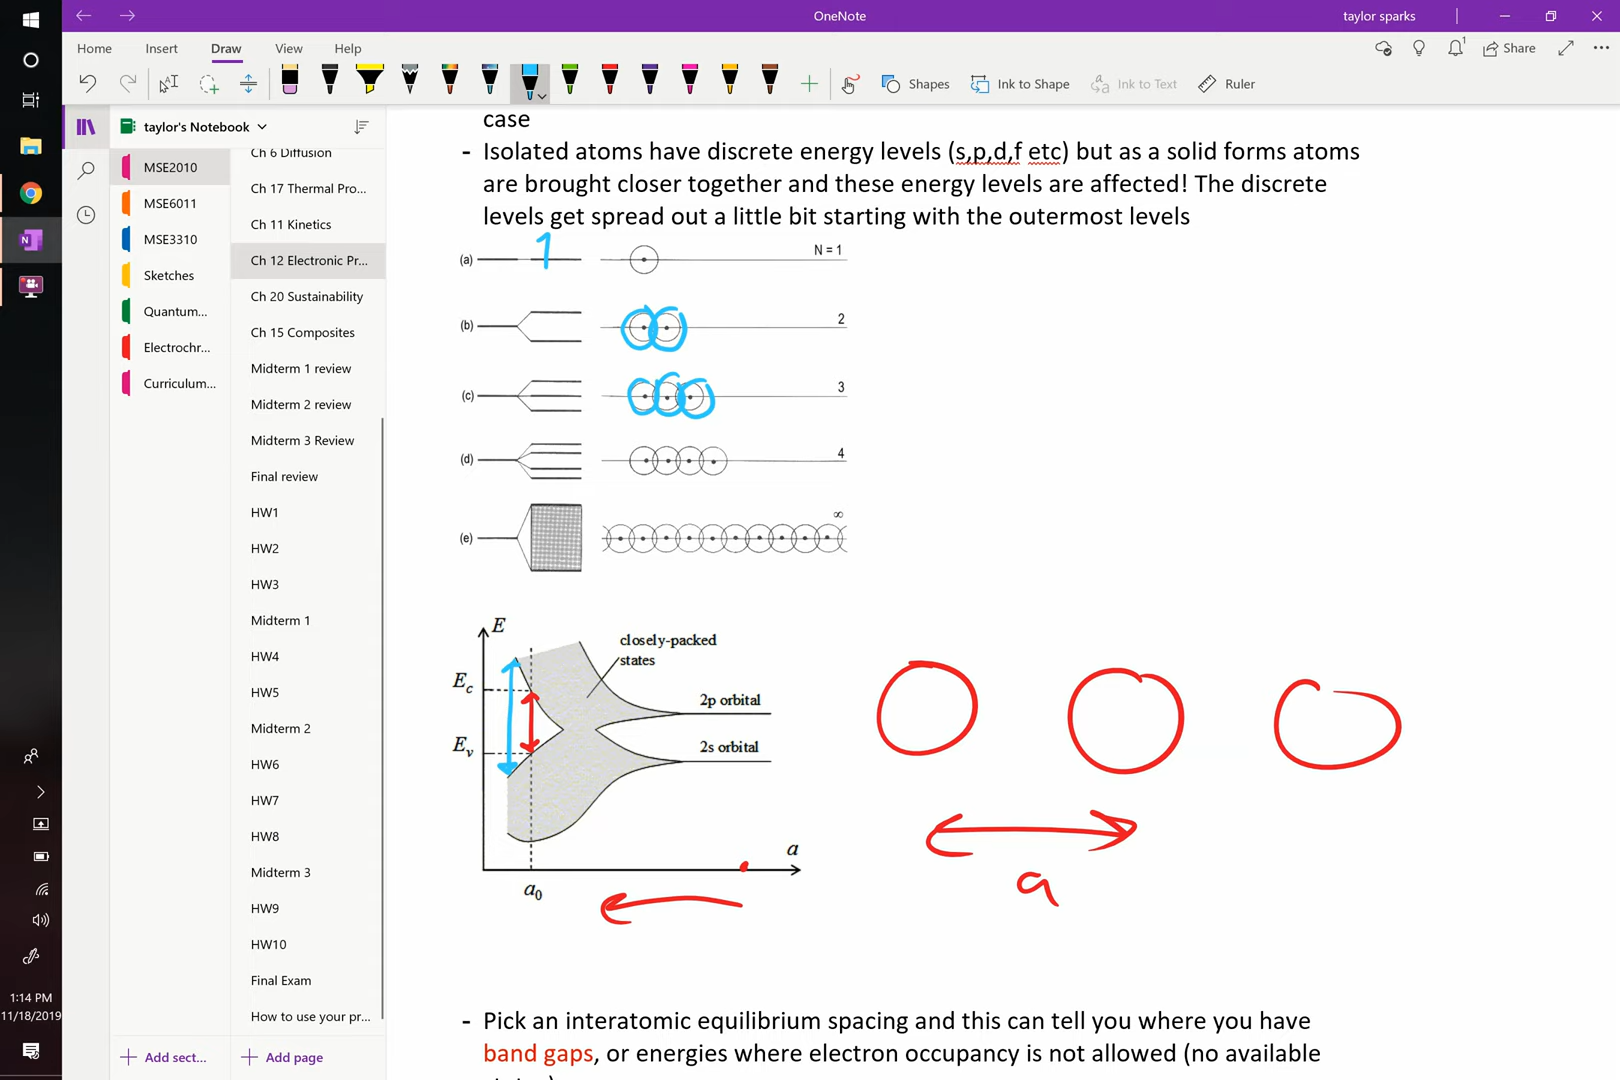 OneNote
taylor sparks
Home Insert Draw View Help
1
Share
Shapes
Ink to Shape
Ink to Text
Ruler
taylor's Notebook
MSE2010
MSE6011
MSE3310
Sketches
Quantum...
Electrochr...
Curriculum...
Ch 6 Diffusion
Ch 17 Thermal Pro...
Ch 11 Kinetics
Ch 12 Electronic Pr...
Ch 20 Sustainability
Ch 15 Composites
Midterm 1 review
Midterm 2 review
Midterm 3 Review
Final review
HW1
HW2
HW3
Midterm 1
HW4
HW5
Midterm 2
HW6
HW7
HW8
Midterm 3
HW9
HW10
Final Exam
How to use your pr...
Add sect...
Add page
1:14 PM
11/18/2019
case
- Isolated atoms have discrete energy levels (s,p,d,f etc) but as a solid forms atoms
are brought closer together and these energy levels are affected! The discrete
levels get spread out a little bit starting with the outermost levels
1
(a) N = 1
(b) 2
(c) 3
(d) 4
(e) ∞
E
closely-packed
states
Ec
2p orbital
Ev
2s orbital
a
a0
a
- Pick an interatomic equilibrium spacing and this can tell you where you have
band gaps, or energies where electron occupancy is not allowed (no available